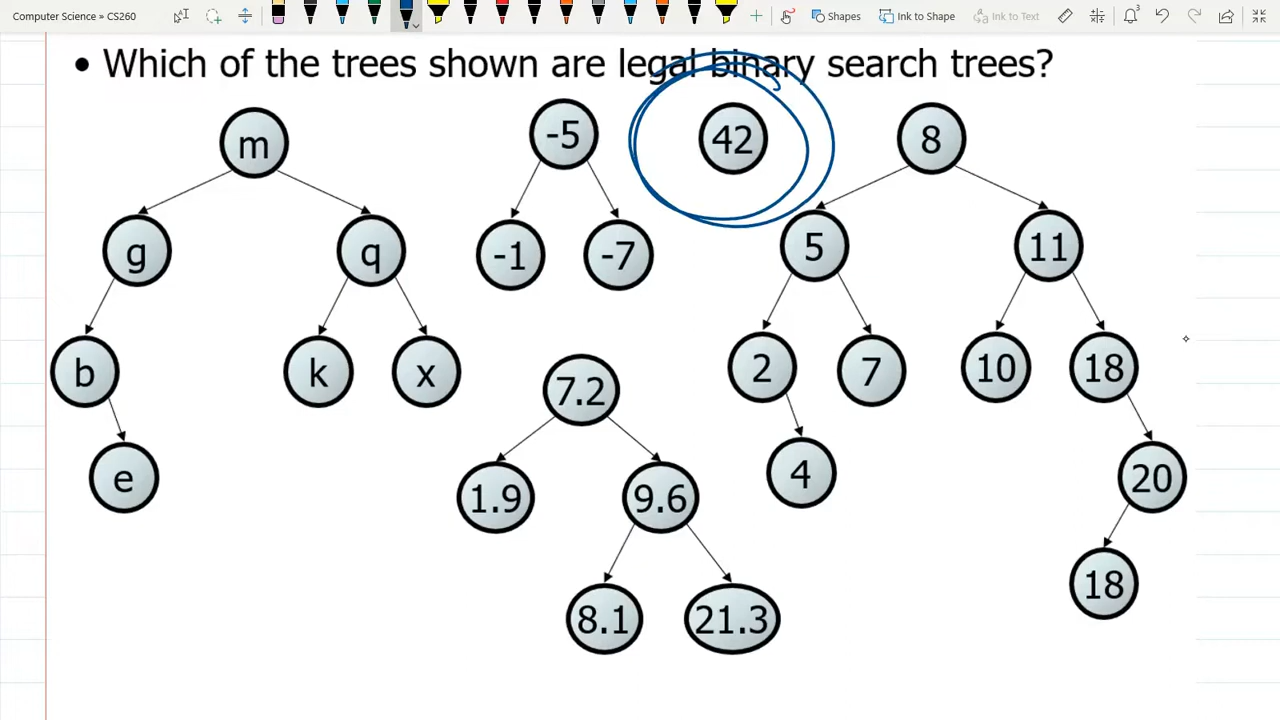 Computer Science » CS260
Shapes
Ink to Shape
Ink to Text
3
• Which of the trees shown are legal binary search trees?
m
-5
42
8
g
q
-1
-7
5
11
b
k
x
7.2
2
7
10
18
e
1.9
9.6
4
20
8.1
21.3
18